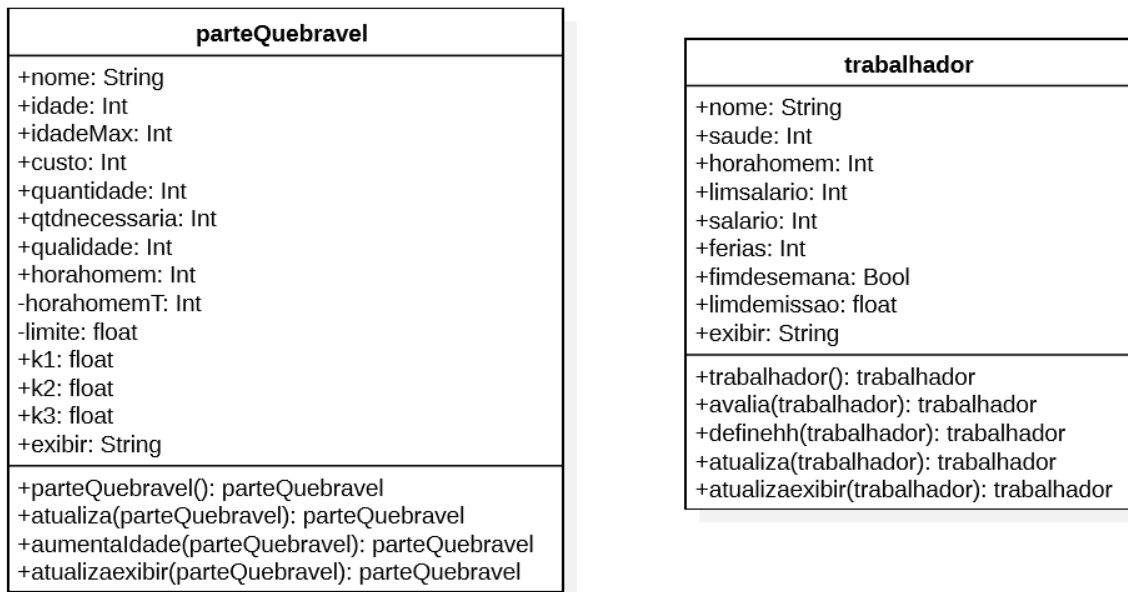 parteQuebravel
+nome: String
+idade: Int
+idadeMax: Int
+custo: Int
+quantidade: Int
+qtdnecessaria: Int
+qualidade: Int
+horahomem: Int
-horahomemT: Int
-limite: float
+k1: float
+k2: float
+k3: float
+exibir: String
+parteQuebravel(): parteQuebravel
+atualiza(parteQuebravel): parteQuebravel
+aumentaIdade(parteQuebravel): parteQuebravel
+atualizaexibir(parteQuebravel): parteQuebravel
trabalhador
+nome: String
+saude: Int
+horahomem: Int
+limsalario: Int
+salario: Int
+ferias: Int
+fimdesemana: Bool
+limdemissao: float
+exibir: String
+trabalhador(): trabalhador
+avalia(trabalhador): trabalhador
+definehh(trabalhador): trabalhador
+atualiza(trabalhador): trabalhador
+atualizaexibir(trabalhador): trabalhador